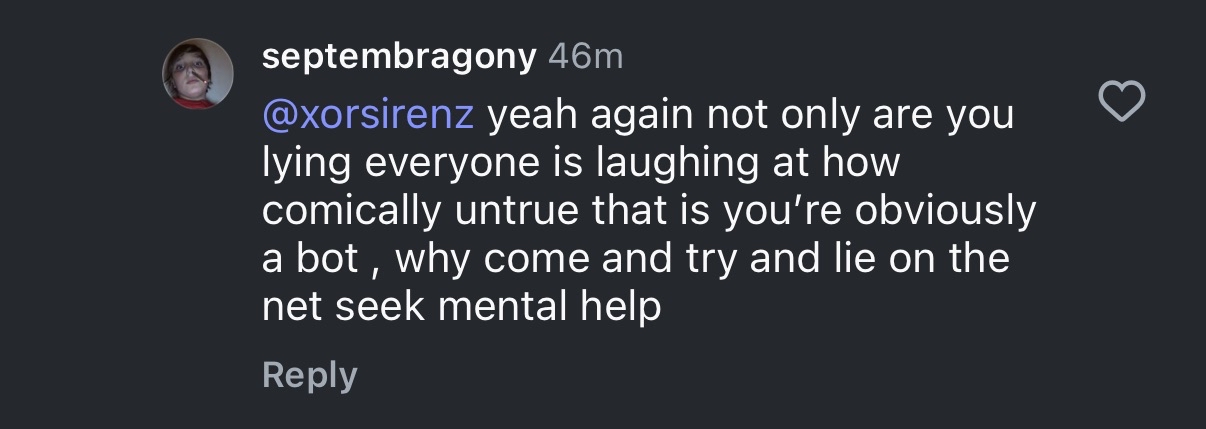 septembragony 46m
@xorsirenz yeah again not only are you
lying everyone is laughing at how
comically untrue that is you’re obviously
a bot , why come and try and lie on the
net seek mental help
Reply